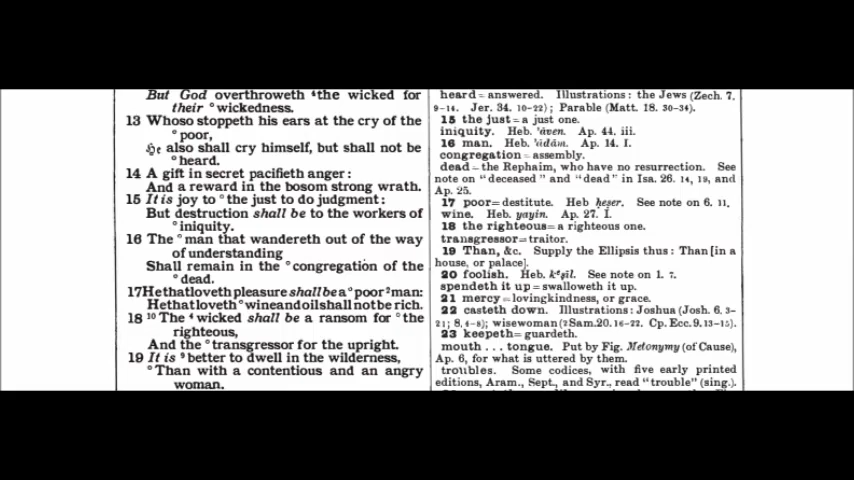 But God overthroweth ⁴the wicked for
their °wickedness.
13 Whoso stoppeth his ears at the cry of the
°poor,
He also shall cry himself, but shall not be
°heard.
14 A gift in secret pacifieth anger:
And a reward in the bosom strong wrath.
15 It is joy to °the just to do judgment:
But destruction shall be to the workers of
°iniquity.
16 The °man that wandereth out of the way
of understanding
Shall remain in the °congregation of the
°dead.
17 He that loveth pleasure shall be a °poor ²man:
He that loveth °wine and oil shall not be rich.
18 ¹⁰The ⁴wicked shall be a ransom for °the
righteous,
And the °transgressor for the upright.
19 It is ⁹better to dwell in the wilderness,
°Than with a contentious and an angry
woman.
heard = answered. Illustrations: the Jews (Zech. 7.
9-14. Jer. 34. 10-22); Parable (Matt. 18. 30-34).
15 the just = a just one.
iniquity. Heb. 'āven. Ap. 44. iii.
16 man. Heb. 'ādām. Ap. 14. I.
congregation = assembly.
dead = the Rephaim, who have no resurrection. See
note on "deceased" and "dead" in Isa. 26. 14, 19, and
Ap. 25.
17 poor = destitute. Heb ḥeṣer. See note on 6. 11.
wine. Heb. yayin. Ap. 27. I.
18 the righteous = a righteous one.
transgressor = traitor.
19 Than, &c. Supply the Ellipsis thus: Than [in a
house, or palace].
20 foolish. Heb. kᵉṣil. See note on 1. 7.
spendeth it up = swalloweth it up.
21 mercy = lovingkindness, or grace.
22 casteth down. Illustrations: Joshua (Josh. 6. 3-
21; 8, 4-8); wise woman (2 Sam. 20. 16-22. Cp. Ecc. 9. 13-15).
23 keepeth = guardeth.
mouth . . . tongue. Put by Fig. Metonymy (of Cause),
Ap. 6, for what is uttered by them.
troubles. Some codices, with five early printed
editions, Aram., Sept., and Syr., read "trouble" (sing.).